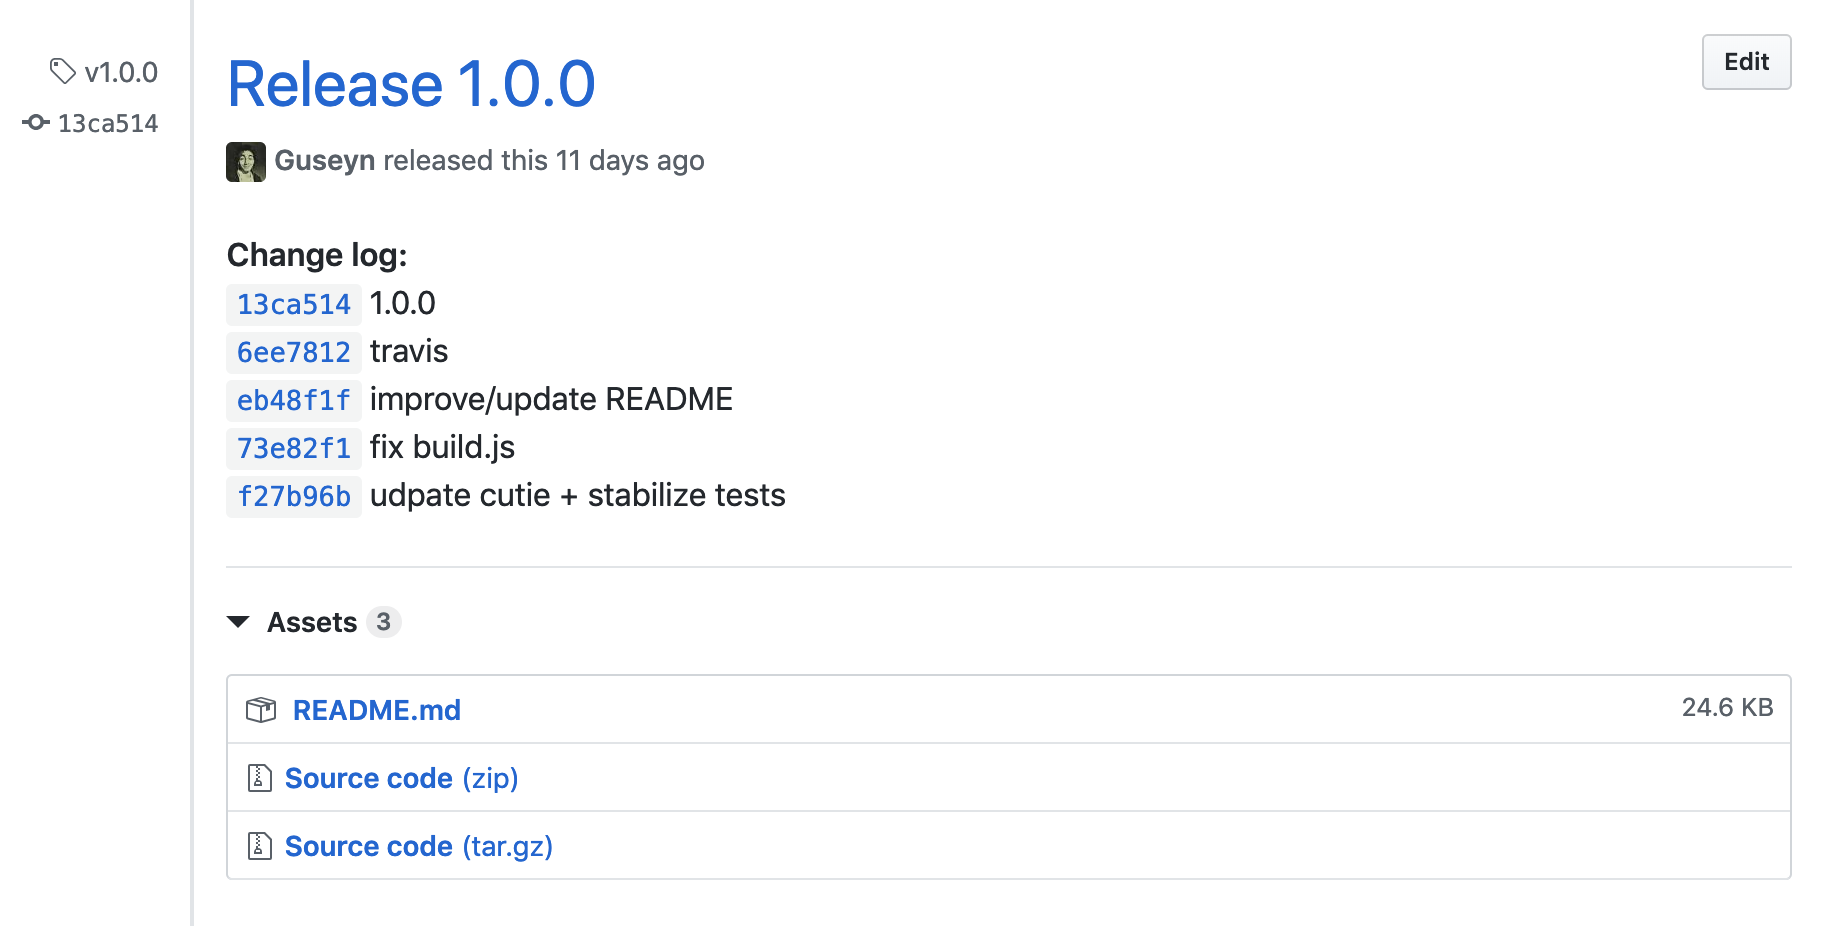 v1.0.0
13ca514
Release 1.0.0
Edit
Guseyn released this 11 days ago
Change log:
13ca514 1.0.0
6ee7812 travis
eb48f1f improve/update README
73e82f1 fix build.js
f27b96b udpate cutie + stabilize tests
Assets 3
README.md 24.6 KB
Source code (zip)
Source code (tar.gz)